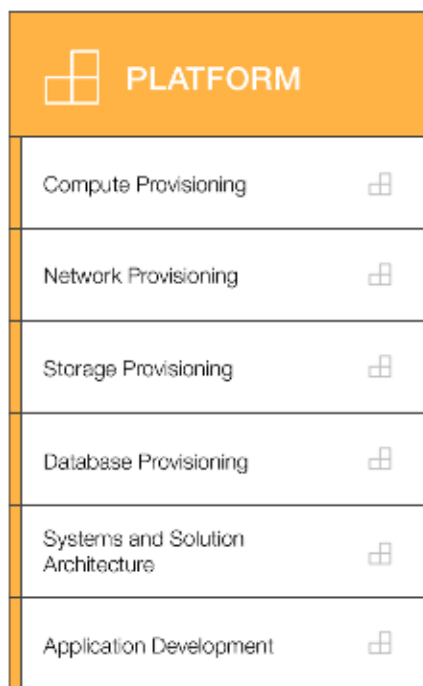 PLATFORM
Compute Provisioning
Network Provisioning
Storage Provisioning
Database Provisioning
Systems and Solution
Architecture
Application Development